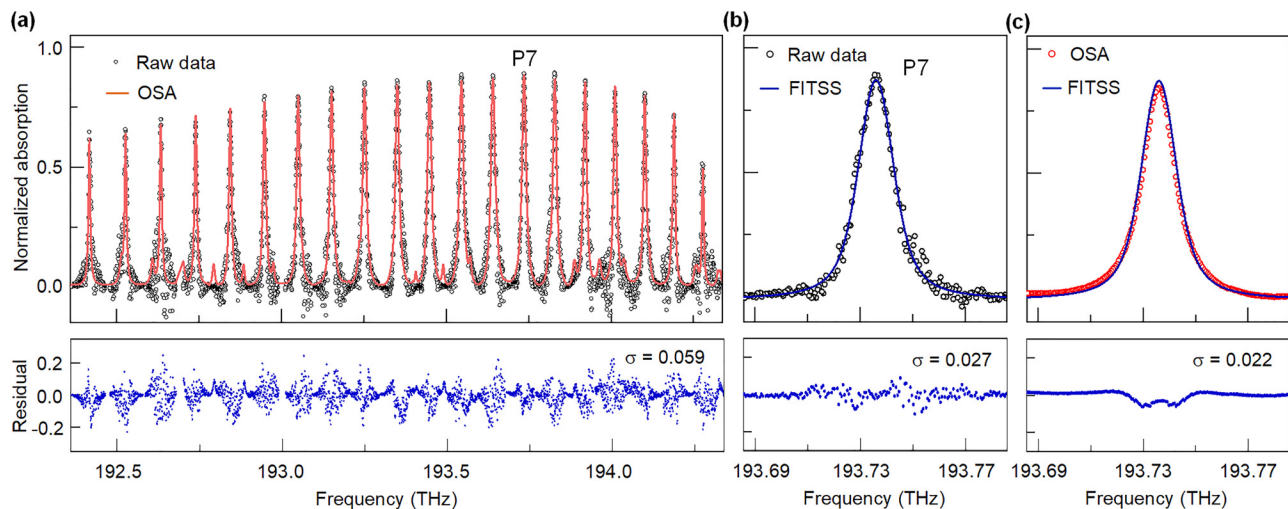 (a)
1.0
0.5
0.0
Normalized absorption
Raw data
OSA
P7
0.2
0.0
-0.2
Residual
σ = 0.059
192.5
193.0
193.5
194.0
Frequency (THz)
(b)
Raw data
FITSS
P7
σ = 0.027
193.69
193.73
193.77
Frequency (THz)
(c)
OSA
FITSS
σ = 0.022
193.69
193.73
193.77
Frequency (THz)